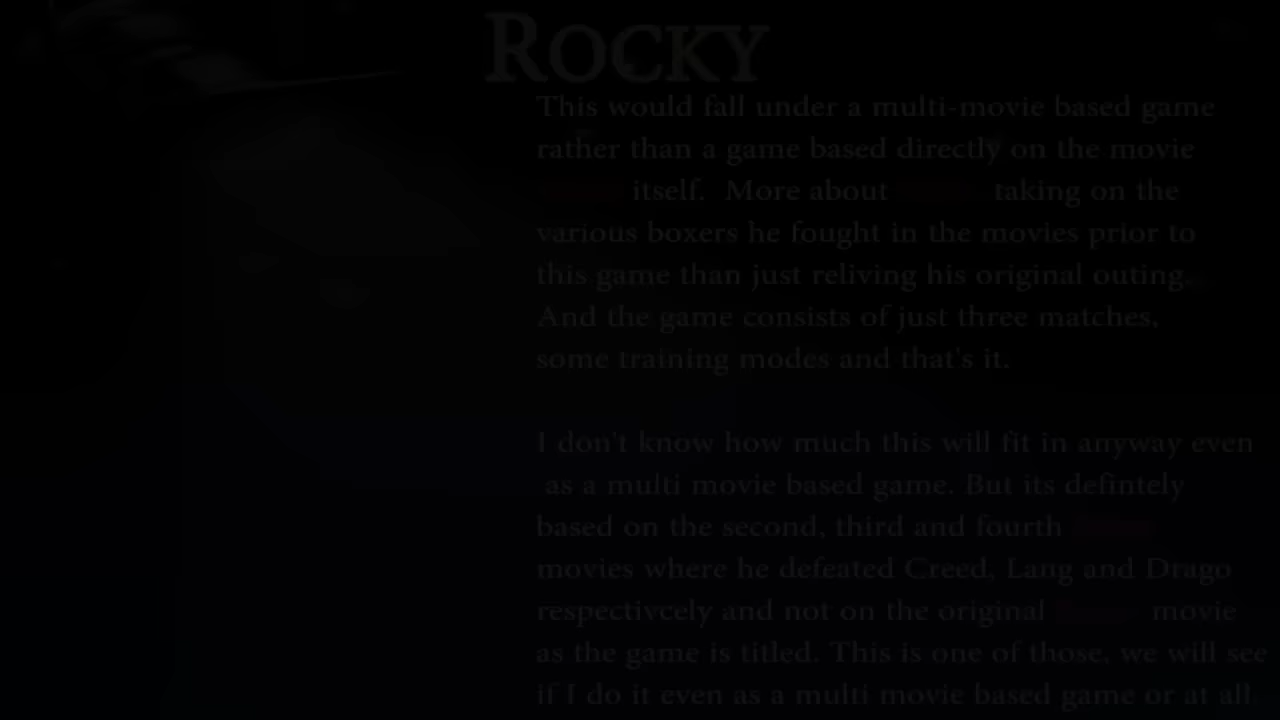 ROCKY
This would fall under a multi-movie based game
rather than a game based directly on the movie
itself. More about taking on the
various boxers he fought in the movies prior to
this game than just reliving his original outing.
And the game consists of just three matches,
some training modes and that's it.
I don't know how much this will fit in anyway even
as a multi movie based game. But its defintely
based on the second, third and fourth
movies where he defeated Creed, Lang and Drago
respectivcely and not on the original movie
as the game is titled. This is one of those, we will see
if I do it even as a multi movie based game or at all